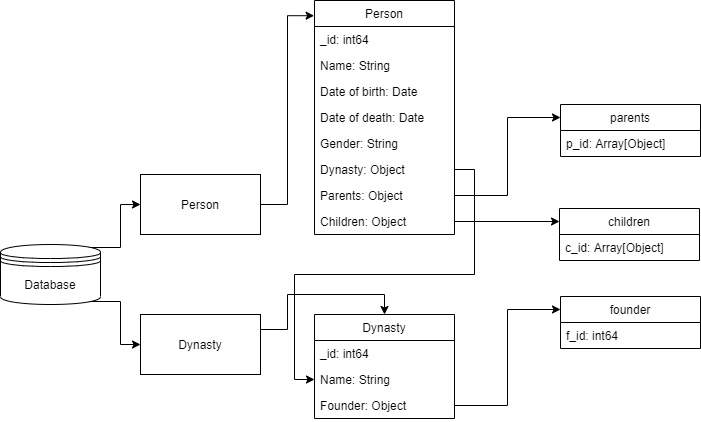 Person
_id: int64
Name: String
Date of birth: Date
Date of death: Date
Gender: String
Dynasty: Object
Parents: Object
Children: Object
parents
p_id: Array[Object]
Person
children
c_id: Array[Object]
Database
Dynasty
Dynasty
_id: int64
Name: String
Founder: Object
founder
f_id: int64